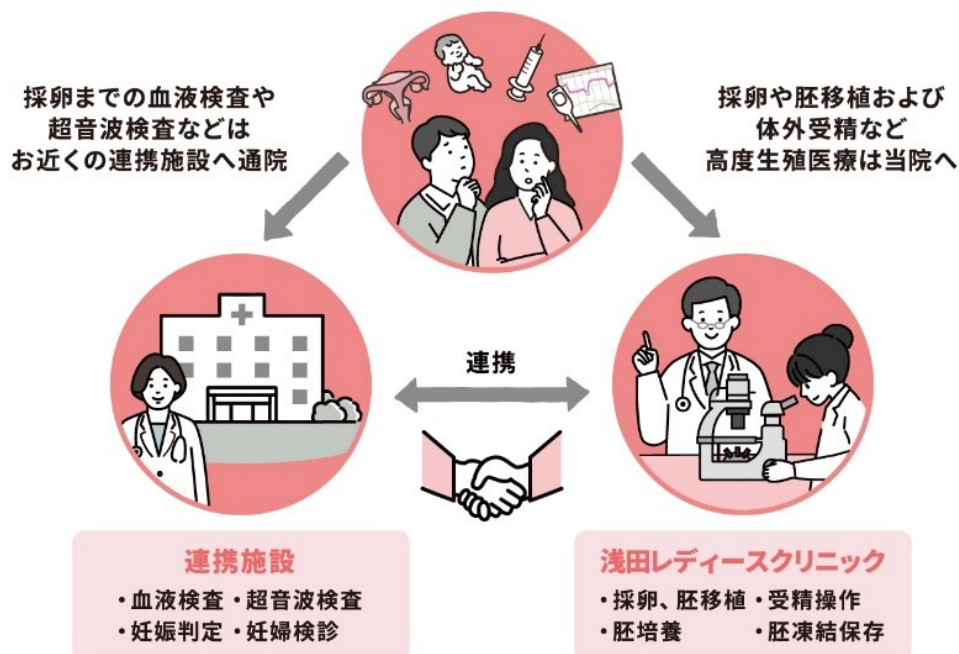 採卵までの血液検査や
超音波検査などは
お近くの連携施設へ通院
採卵や胚移植および
体外受精など
高度生殖医療は当院へ
連携
連携施設
・血液検査・超音波検査
・妊娠判定・妊婦検診
浅田レディースクリニック
・採卵、胚移植・受精操作
・胚培養 ・胚凍結保存